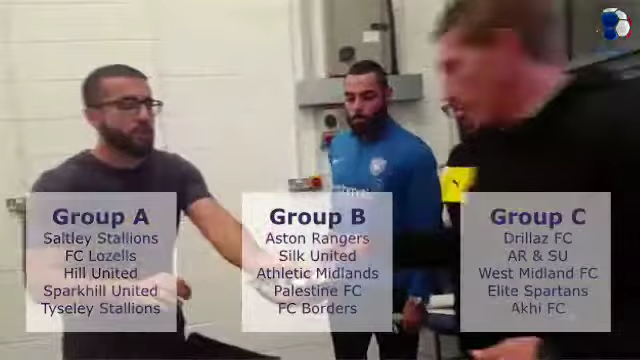 Group A
Saltley Stallions
FC Lozells
Hill United
Sparkhill United
Tyseley Stallions
Group B
Aston Rangers
Silk United
Athletic Midlands
Palestine FC
FC Borders
Group C
Drillaz FC
AR & SU
West Midland FC
Elite Spartans
Akhi FC